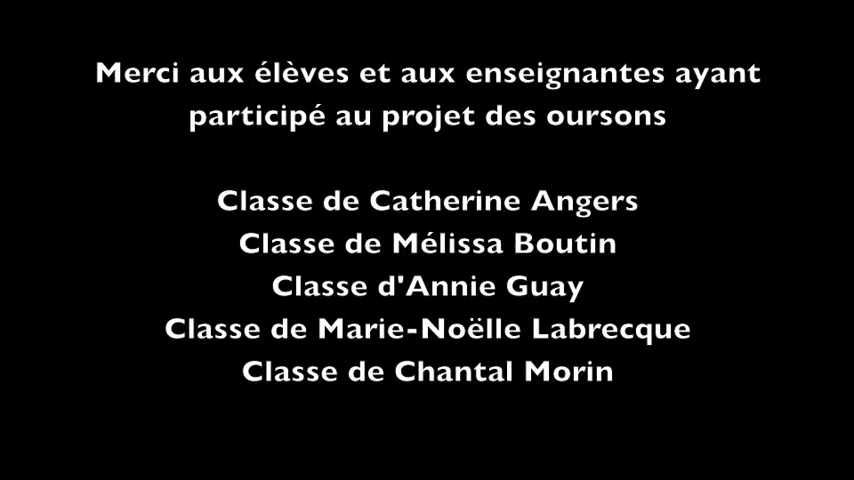 Merci aux élèves et aux enseignantes ayant
participé au projet des oursons
Classe de Catherine Angers
Classe de Mélissa Boutin
Classe d'Annie Guay
Classe de Marie-Noëlle Labrecque
Classe de Chantal Morin